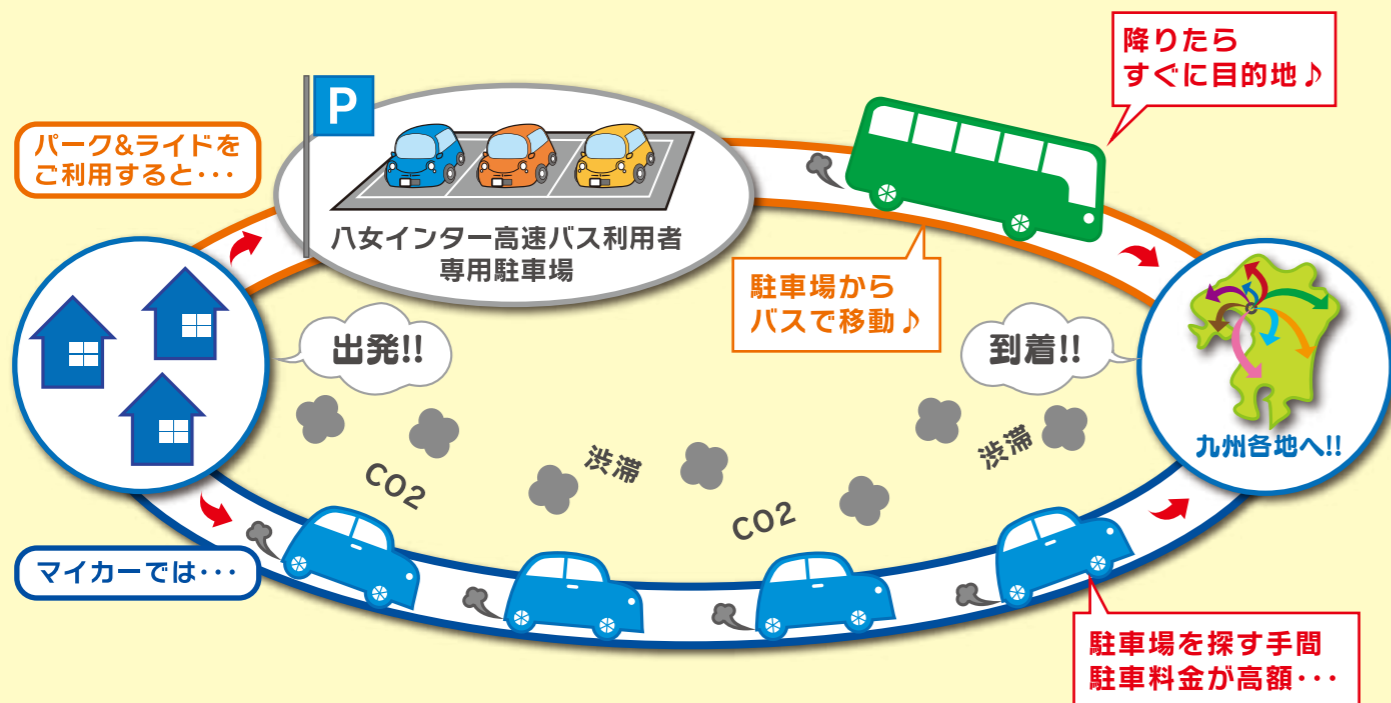 降りたら
すぐに目的地♪
P
パーク&ライドを
ご利用すると･･･
八女インター高速バス利用者
専用駐車場
駐車場から
バスで移動♪
出発!!
到着!!
九州各地へ!!
渋滞
渋滞
CO2
CO2
マイカーでは･･･
駐車場を探す手間
駐車料金が高額･･･